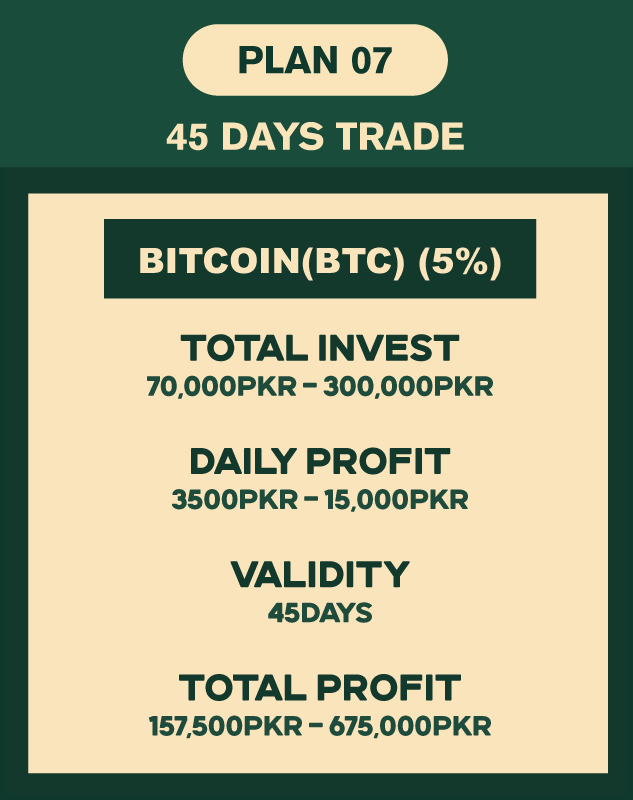 PLAN 07
45 DAYS TRADE
BITCOIN(BTC) (5%)
TOTAL INVEST
70,000PKR – 300,000PKR
DAILY PROFIT
3500PKR – 15,000PKR
VALIDITY
45DAYS
TOTAL PROFIT
157,500PKR – 675,000PKR